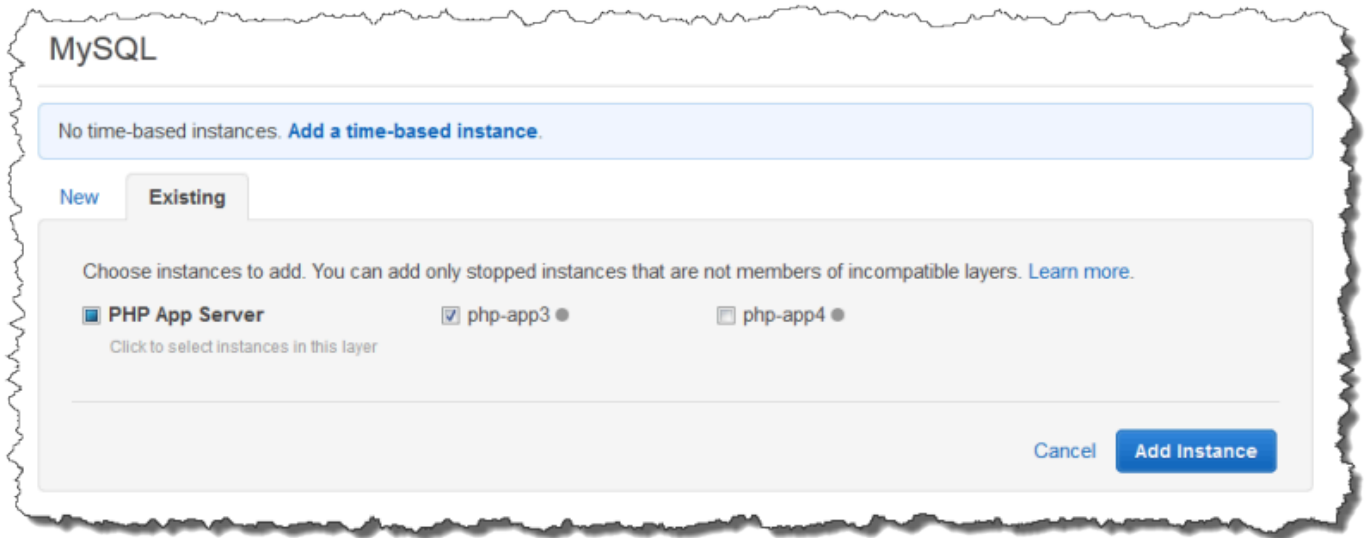 MySQL
No time-based instances. Add a time-based instance.
New Existing
Choose instances to add. You can add only stopped instances that are not members of incompatible layers. Learn more.
PHP App Server php-app3 php-app4
Click to select instances in this layer
Cancel Add Instance